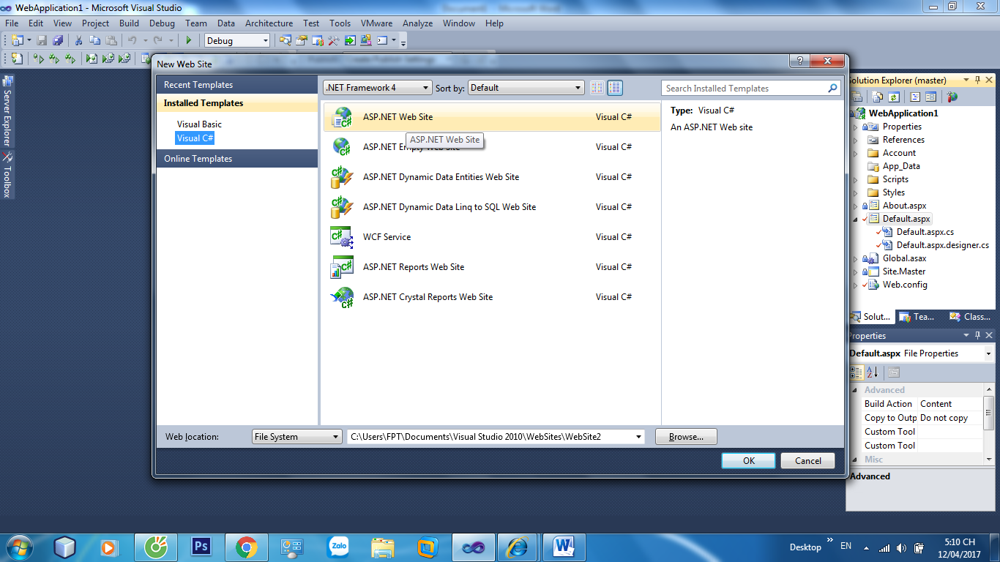 WebApplication1 - Microsoft Visual Studio
File Edit View Project Build Debug Team Data Architecture Test Tools VMware Analyze Window Help
Debug
Server Explorer
Toolbox
New Web Site
Recent Templates
Installed Templates
Visual Basic
Visual C#
Online Templates
.NET Framework 4 Sort by: Default
Search Installed Templates
ASP.NET Web Site Visual C#
ASP.NET Web Site
ASP.NET Empty Web Site Visual C#
ASP.NET Dynamic Data Entities Web Site Visual C#
ASP.NET Dynamic Data Linq to SQL Web Site Visual C#
WCF Service Visual C#
ASP.NET Reports Web Site Visual C#
ASP.NET Crystal Reports Web Site Visual C#
Type: Visual C#
An ASP.NET Web site
Web location: File System C:\Users\FPT\Documents\Visual Studio 2010\WebSites\WebSite2 Browse...
OK Cancel
Solution Explorer (master)
WebApplication1
Properties
References
Account
App_Data
Scripts
Styles
About.aspx
Default.aspx
Default.aspx.cs
Default.aspx.designer.cs
Global.asax
Site.Master
Web.config
Solut... Tea... Class...
Properties
Default.aspx File Properties
Advanced
Build Action Content
Copy to Outp Do not copy
Custom Tool
Custom Tool
Misc
Advanced
Ps
Zalo
Desktop EN
5:10 CH
12/04/2017